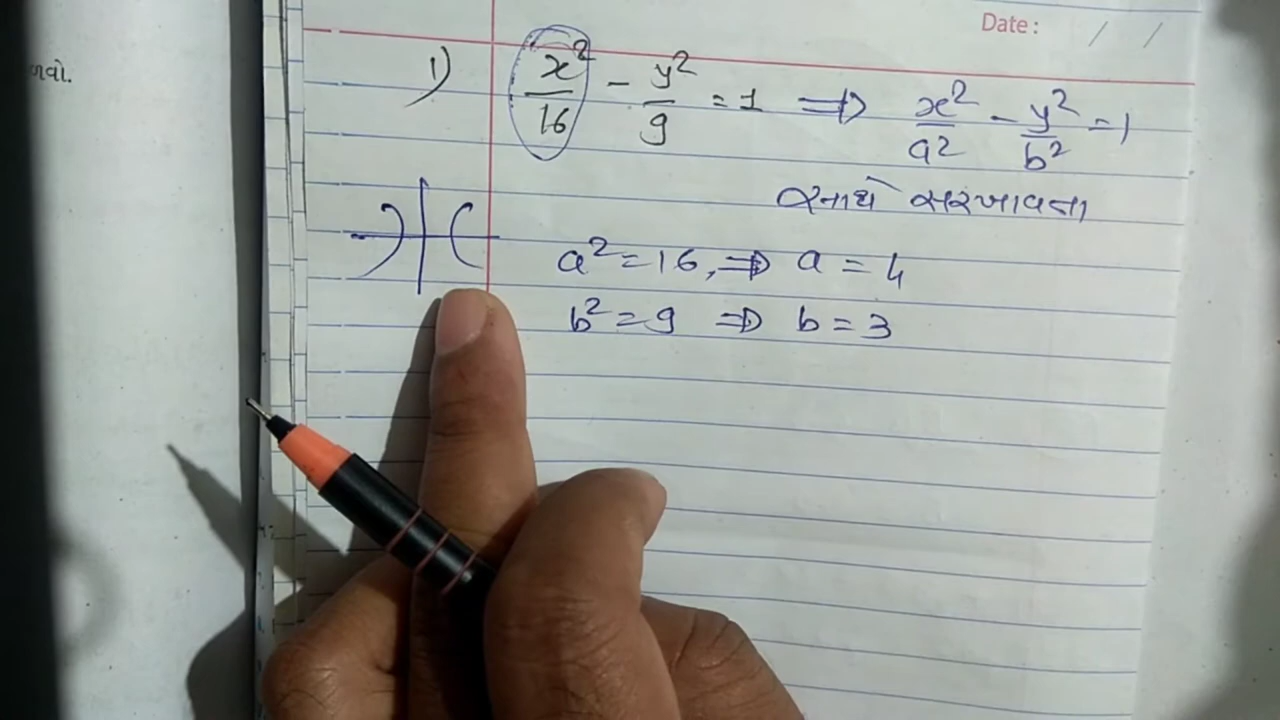 Date: / /
ળવો.
1) x²/16 - y²/9 = 1 ⇒ x²/a² - y²/b² = 1
સાથે સરખાવતા
a² = 16, ⇒ a = 4
b² = 9 ⇒ b = 3